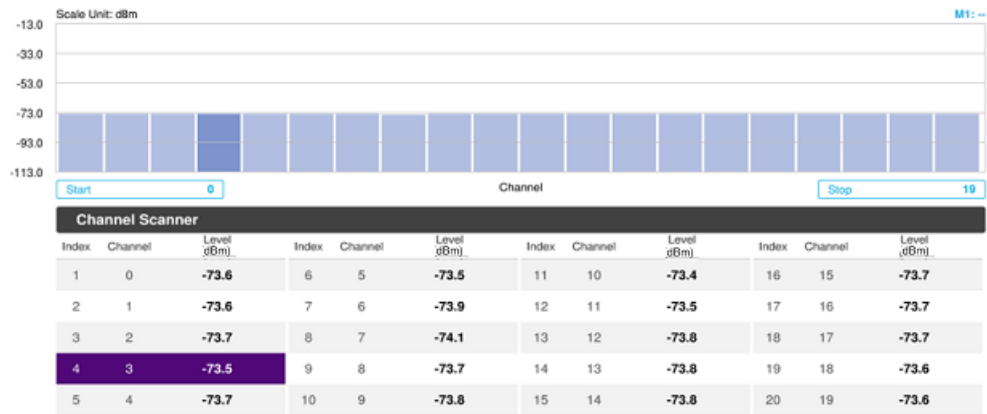 Scale Unit: dBm M1: --
-13.0
-33.0
-53.0
-73.0
-93.0
-113.0
Start 0 Channel Stop 19
Channel Scanner
Index Channel Level (dBm) Index Channel Level (dBm) Index Channel Level (dBm) Index Channel Level (dBm)
1 0 -73.6 6 5 -73.5 11 10 -73.4 16 15 -73.7
2 1 -73.6 7 6 -73.9 12 11 -73.5 17 16 -73.7
3 2 -73.7 8 7 -74.1 13 12 -73.8 18 17 -73.7
4 3 -73.5 9 8 -73.7 14 13 -73.8 19 18 -73.6
5 4 -73.7 10 9 -73.8 15 14 -73.8 20 19 -73.6